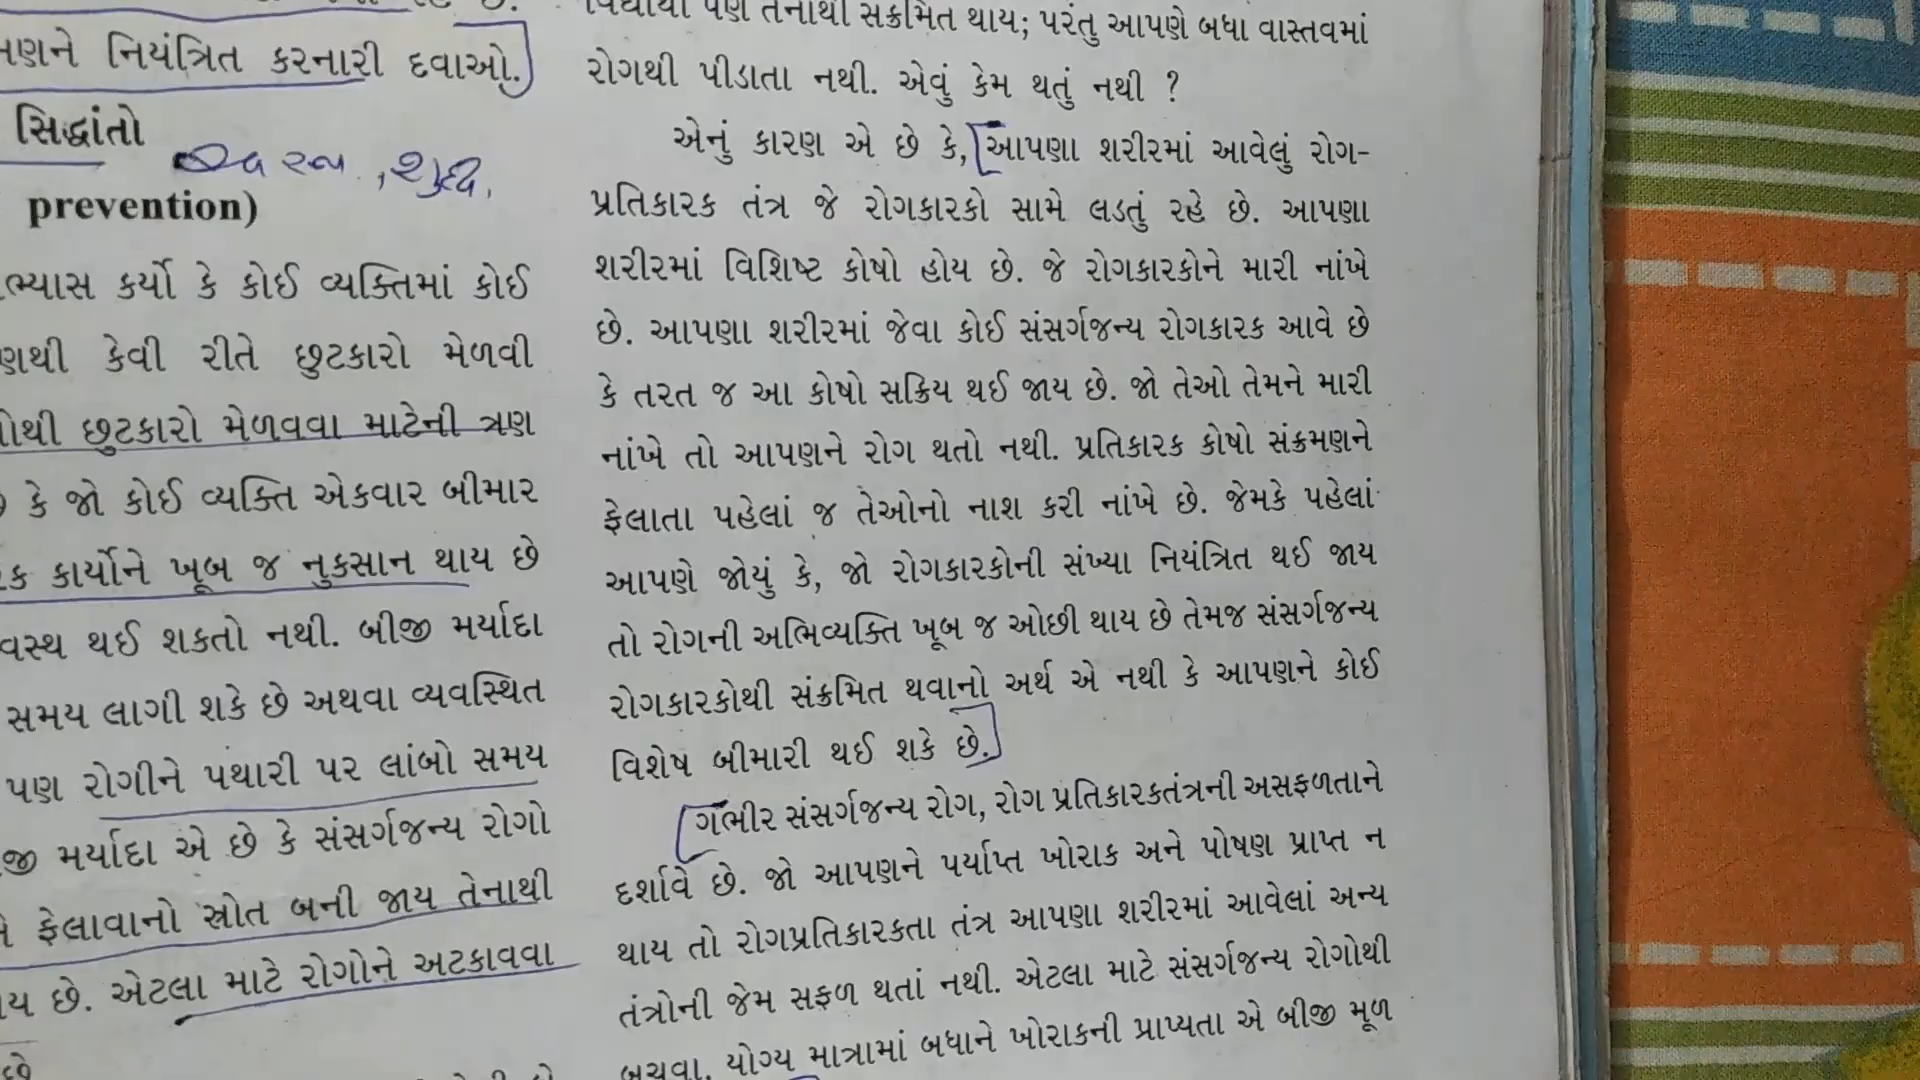 નિયંત્રિત કરનારી દવાઓ.
સિદ્ધાંતો
prevention)
કર્યો કે કોઈ વ્યક્તિમાં કોઈ
કેવી રીતે છુટકારો મેળવી
છુટકારો મેળવવા માટેની ત્રણ
કે જો કોઈ વ્યક્તિ એકવાર બીમાર
કાર્યોને ખૂબ જ નુકસાન થાય છે
થઈ શકતો નથી. બીજી મર્યાદા
સમય લાગી શકે છે અથવા વ્યવસ્થિત
પણ રોગીને પથારી પર લાંબો સમય
મર્યાદા એ છે કે સંસર્ગજન્ય રોગો
ફેલાવાનો સ્રોત બની જાય તેનાથી
છે. એટલા માટે રોગોને અટકાવવા
પણ તેનાથી સંક્રમિત થાય; પરંતુ આપણે બધા વાસ્તવમાં
રોગથી પીડાતા નથી. એવું કેમ થતું નથી ?
એનું કારણ એ છે કે, આપણા શરીરમાં આવેલું રોગ-
પ્રતિકારક તંત્ર જે રોગકારકો સામે લડતું રહે છે. આપણા
શરીરમાં વિશિષ્ટ કોષો હોય છે. જે રોગકારકોને મારી નાંખે
છે. આપણા શરીરમાં જેવા કોઈ સંસર્ગજન્ય રોગકારક આવે છે
કે તરત જ આ કોષો સક્રિય થઈ જાય છે. જો તેઓ તેમને મારી
નાંખે તો આપણને રોગ થતો નથી. પ્રતિકારક કોષો સંક્રમણને
ફેલાતા પહેલાં જ તેઓનો નાશ કરી નાંખે છે. જેમકે પહેલાં
આપણે જોયું કે, જો રોગકારકોની સંખ્યા નિયંત્રિત થઈ જાય
તો રોગની અભિવ્યક્તિ ખૂબ જ ઓછી થાય છે તેમજ સંસર્ગજન્ય
રોગકારકોથી સંક્રમિત થવાનો અર્થ એ નથી કે આપણને કોઈ
વિશેષ બીમારી થઈ શકે છે.
ગંભીર સંસર્ગજન્ય રોગ, રોગ પ્રતિકારકતંત્રની અસફળતાને
દર્શાવે છે. જો આપણને પર્યાપ્ત ખોરાક અને પોષણ પ્રાપ્ત ન
થાય તો રોગપ્રતિકારકતા તંત્ર આપણા શરીરમાં આવેલાં અન્ય
તંત્રોની જેમ સફળ થતાં નથી. એટલા માટે સંસર્ગજન્ય રોગોથી
બચવા, યોગ્ય માત્રામાં બધાને ખોરાકની પ્રાપ્યતા એ બીજી મૂળ